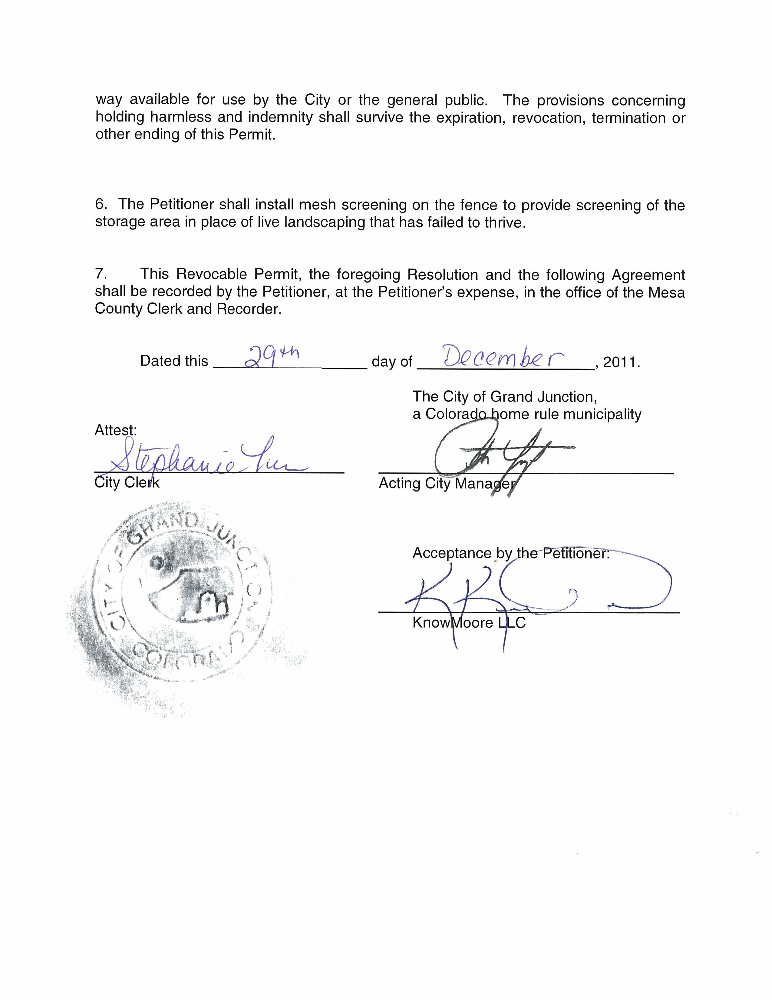 way available for use by the City or the general public. The provisions concerning
holding harmless and indemnity shall survive the expiration, revocation, termination or
other ending of this Permit.
6. The Petitioner shall install mesh screening on the fence to provide screening of the
storage area in place of live landscaping that has failed to thrive.
7. This Revocable Permit, the foregoing Resolution and the following Agreement
shall be recorded by the Petitioner, at the Petitioner's expense, in the office of the Mesa
County Clerk and Recorder.
Dated this 29th day of December, 2011.
The City of Grand Junction,
a Colorado home rule municipality
Attest:
Stephanie
City Clerk
Acting City Manager
CITY OF GRAND JUNCTION
COLORADO
Acceptance by the Petitioner:
KnowMoore LLC